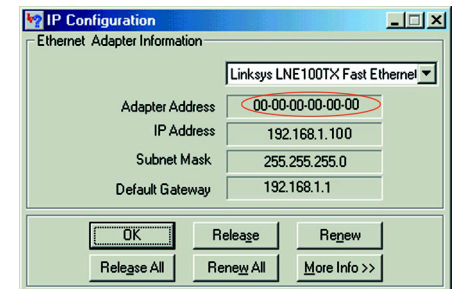 IP Configuration
Ethernet Adapter Information
Linksys LNE100TX Fast Ethernet
Adapter Address 00-00-00-00-00-00
IP Address 192.168.1.100
Subnet Mask 255.255.255.0
Default Gateway 192.168.1.1
OK Release Renew
Release All Renew All More Info >>